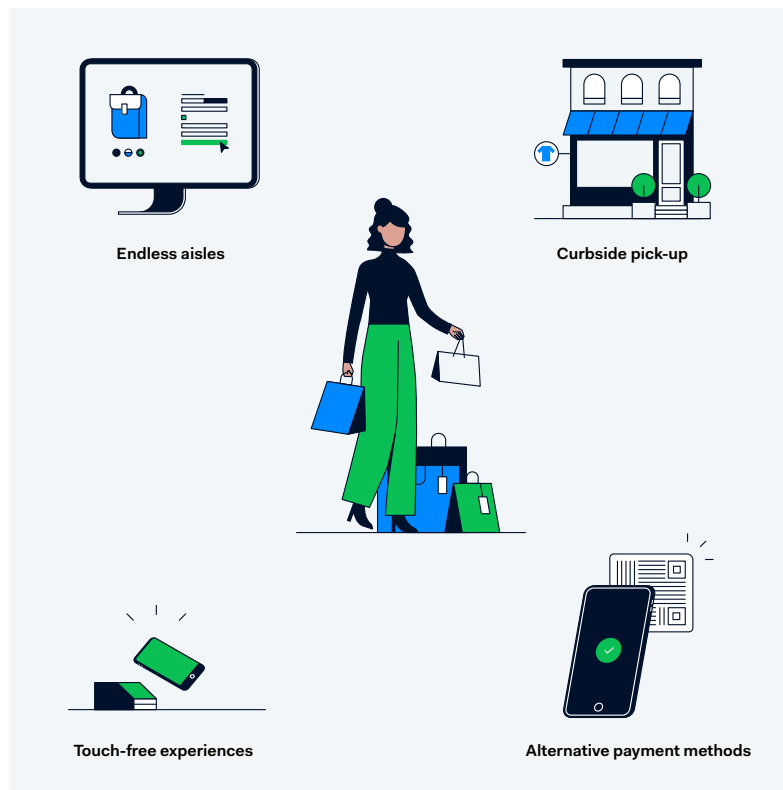 Endless aisles
Curbside pick-up
Touch-free experiences
Alternative payment methods